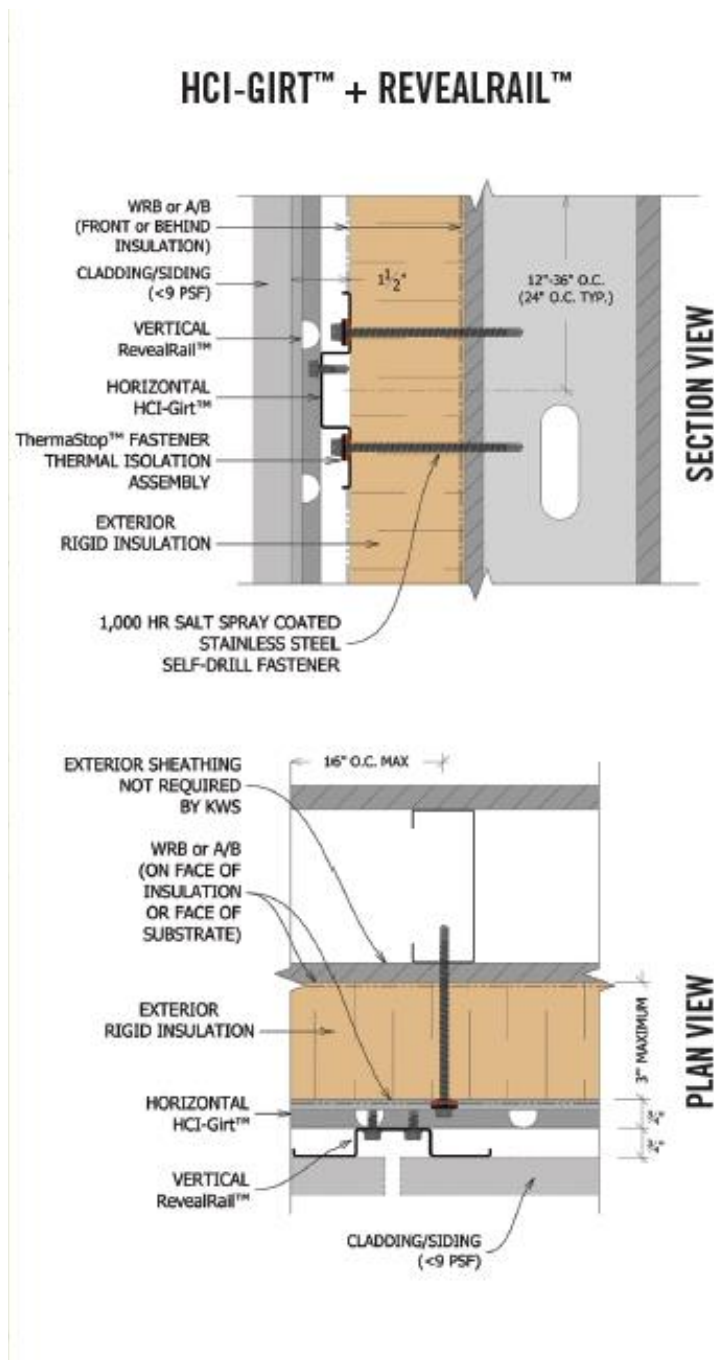 HCI-GIRT™ + REVEALRAIL™
WRB or A/B
(FRONT or BEHIND
INSULATION)
CLADDING/SIDING
(<9 PSF)
VERTICAL
RevealRail™
HORIZONTAL
HCI-Girt™
ThermaStop™ FASTENER
THERMAL ISOLATION
ASSEMBLY
EXTERIOR
RIGID INSULATION
1,000 HR SALT SPRAY COATED
STAINLESS STEEL
SELF-DRILL FASTENER
1½"
12"-36" O.C.
(24" O.C. TYP.)
SECTION VIEW
EXTERIOR SHEATHING
NOT REQUIRED
BY KWS
16" O.C. MAX
WRB or A/B
(ON FACE OF
INSULATION
OR FACE OF
SUBSTRATE)
EXTERIOR
RIGID INSULATION
HORIZONTAL
HCI-Girt™
VERTICAL
RevealRail™
CLADDING/SIDING
(<9 PSF)
3" MAXIMUM
PLAN VIEW